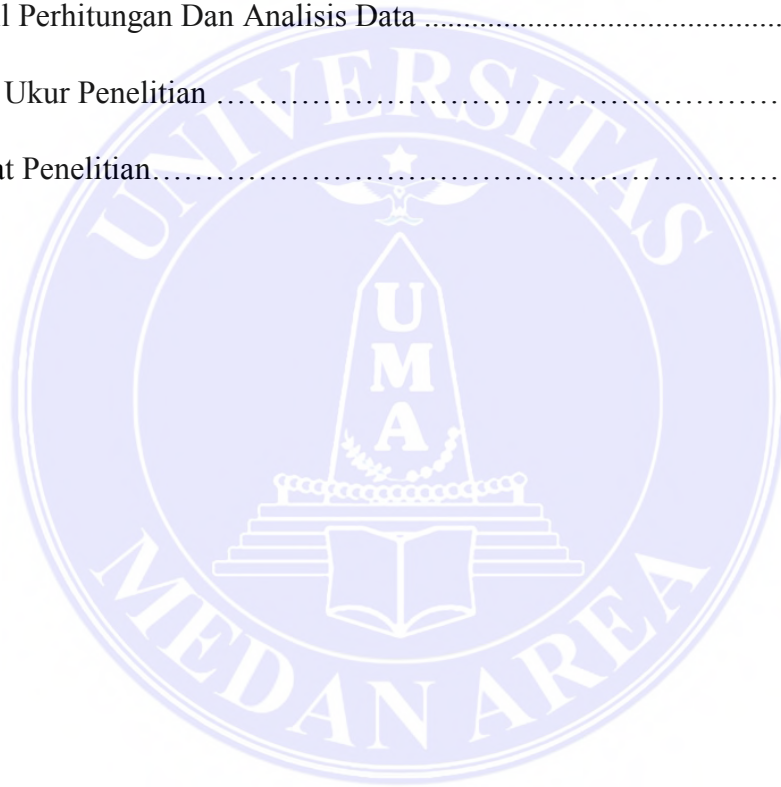 l Perhitungan Dan Analisis Data ....................................................
Ukur Penelitian ……………………………………………………
at Penelitian……………………………………………………
UNIVERSITAS
U
M
A
MEDAN AREA